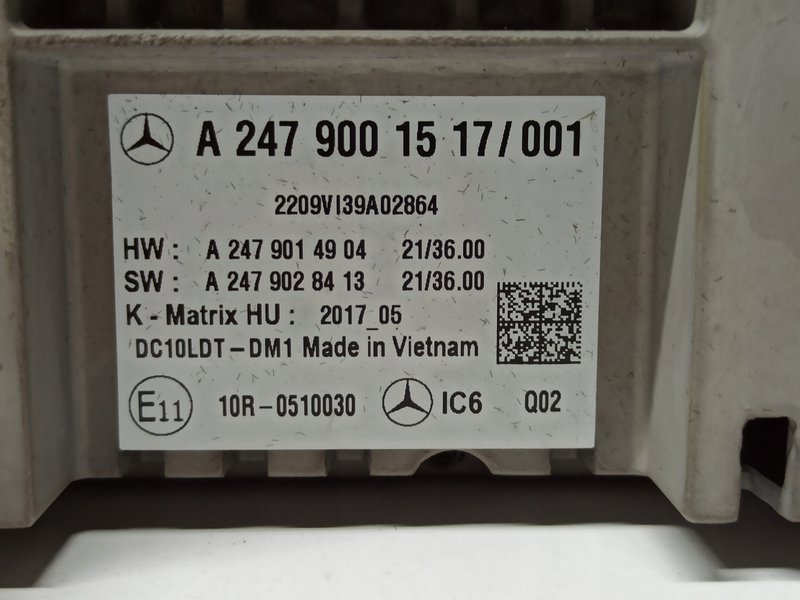 A 247 900 15 17/001
2209VI39A02864
HW : A 247 901 49 04 21/36.00
SW : A 247 902 84 13 21/36.00
K - Matrix HU : 2017_05
DC10LDT - DM1 Made in Vietnam
E11 10R - 0510030 IC6 Q02